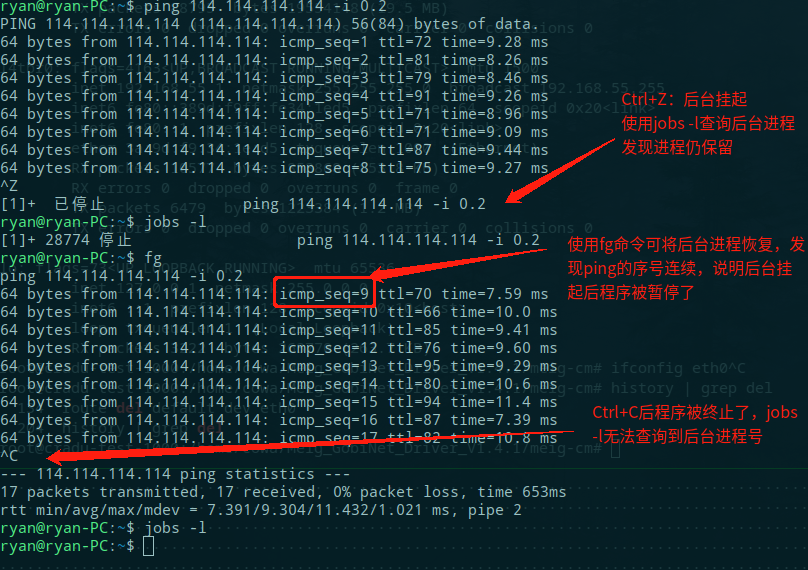 ryan@ryan-PC:~$ ping 114.114.114.114 -i 0.2
PING 114.114.114.114 (114.114.114.114) 56(84) bytes of data.
64 bytes from 114.114.114.114: icmp_seq=1 ttl=72 time=9.28 ms
64 bytes from 114.114.114.114: icmp_seq=2 ttl=81 time=8.26 ms
64 bytes from 114.114.114.114: icmp_seq=3 ttl=79 time=8.46 ms
64 bytes from 114.114.114.114: icmp_seq=4 ttl=91 time=9.26 ms
64 bytes from 114.114.114.114: icmp_seq=5 ttl=71 time=8.96 ms
64 bytes from 114.114.114.114: icmp_seq=6 ttl=71 time=9.09 ms
64 bytes from 114.114.114.114: icmp_seq=7 ttl=87 time=9.44 ms
64 bytes from 114.114.114.114: icmp_seq=8 ttl=75 time=9.27 ms
^Z
[1]+  已停止               ping 114.114.114.114 -i 0.2
ryan@ryan-PC:~$ jobs -l
[1]+ 28774 停止                  ping 114.114.114.114 -i 0.2
ryan@ryan-PC:~$ fg
ping 114.114.114.114 -i 0.2
64 bytes from 114.114.114.114: icmp_seq=9 ttl=70 time=7.59 ms
64 bytes from 114.114.114.114: icmp_seq=10 ttl=66 time=10.0 ms
64 bytes from 114.114.114.114: icmp_seq=11 ttl=85 time=9.41 ms
64 bytes from 114.114.114.114: icmp_seq=12 ttl=76 time=9.60 ms
64 bytes from 114.114.114.114: icmp_seq=13 ttl=95 time=9.29 ms
64 bytes from 114.114.114.114: icmp_seq=14 ttl=80 time=10.6 ms
64 bytes from 114.114.114.114: icmp_seq=15 ttl=94 time=11.4 ms
64 bytes from 114.114.114.114: icmp_seq=16 ttl=87 time=7.39 ms
64 bytes from 114.114.114.114: icmp_seq=17 ttl=82 time=10.8 ms
^C
--- 114.114.114.114 ping statistics ---
17 packets transmitted, 17 received, 0% packet loss, time 653ms
rtt min/avg/max/mdev = 7.391/9.304/11.432/1.021 ms, pipe 2
ryan@ryan-PC:~$ jobs -l
ryan@ryan-PC:~$
Ctrl+Z：后台挂起
使用jobs -l查询后台进程
发现进程仍保留
使用fg命令可将后台进程恢复，发
现ping的序号连续，说明后台挂
起后程序被暂停了
Ctrl+C后程序被终止了，jobs
-l无法查询到后台进程号
meig-cm# ifconfig eth0^C
meig-cm# history | grep del